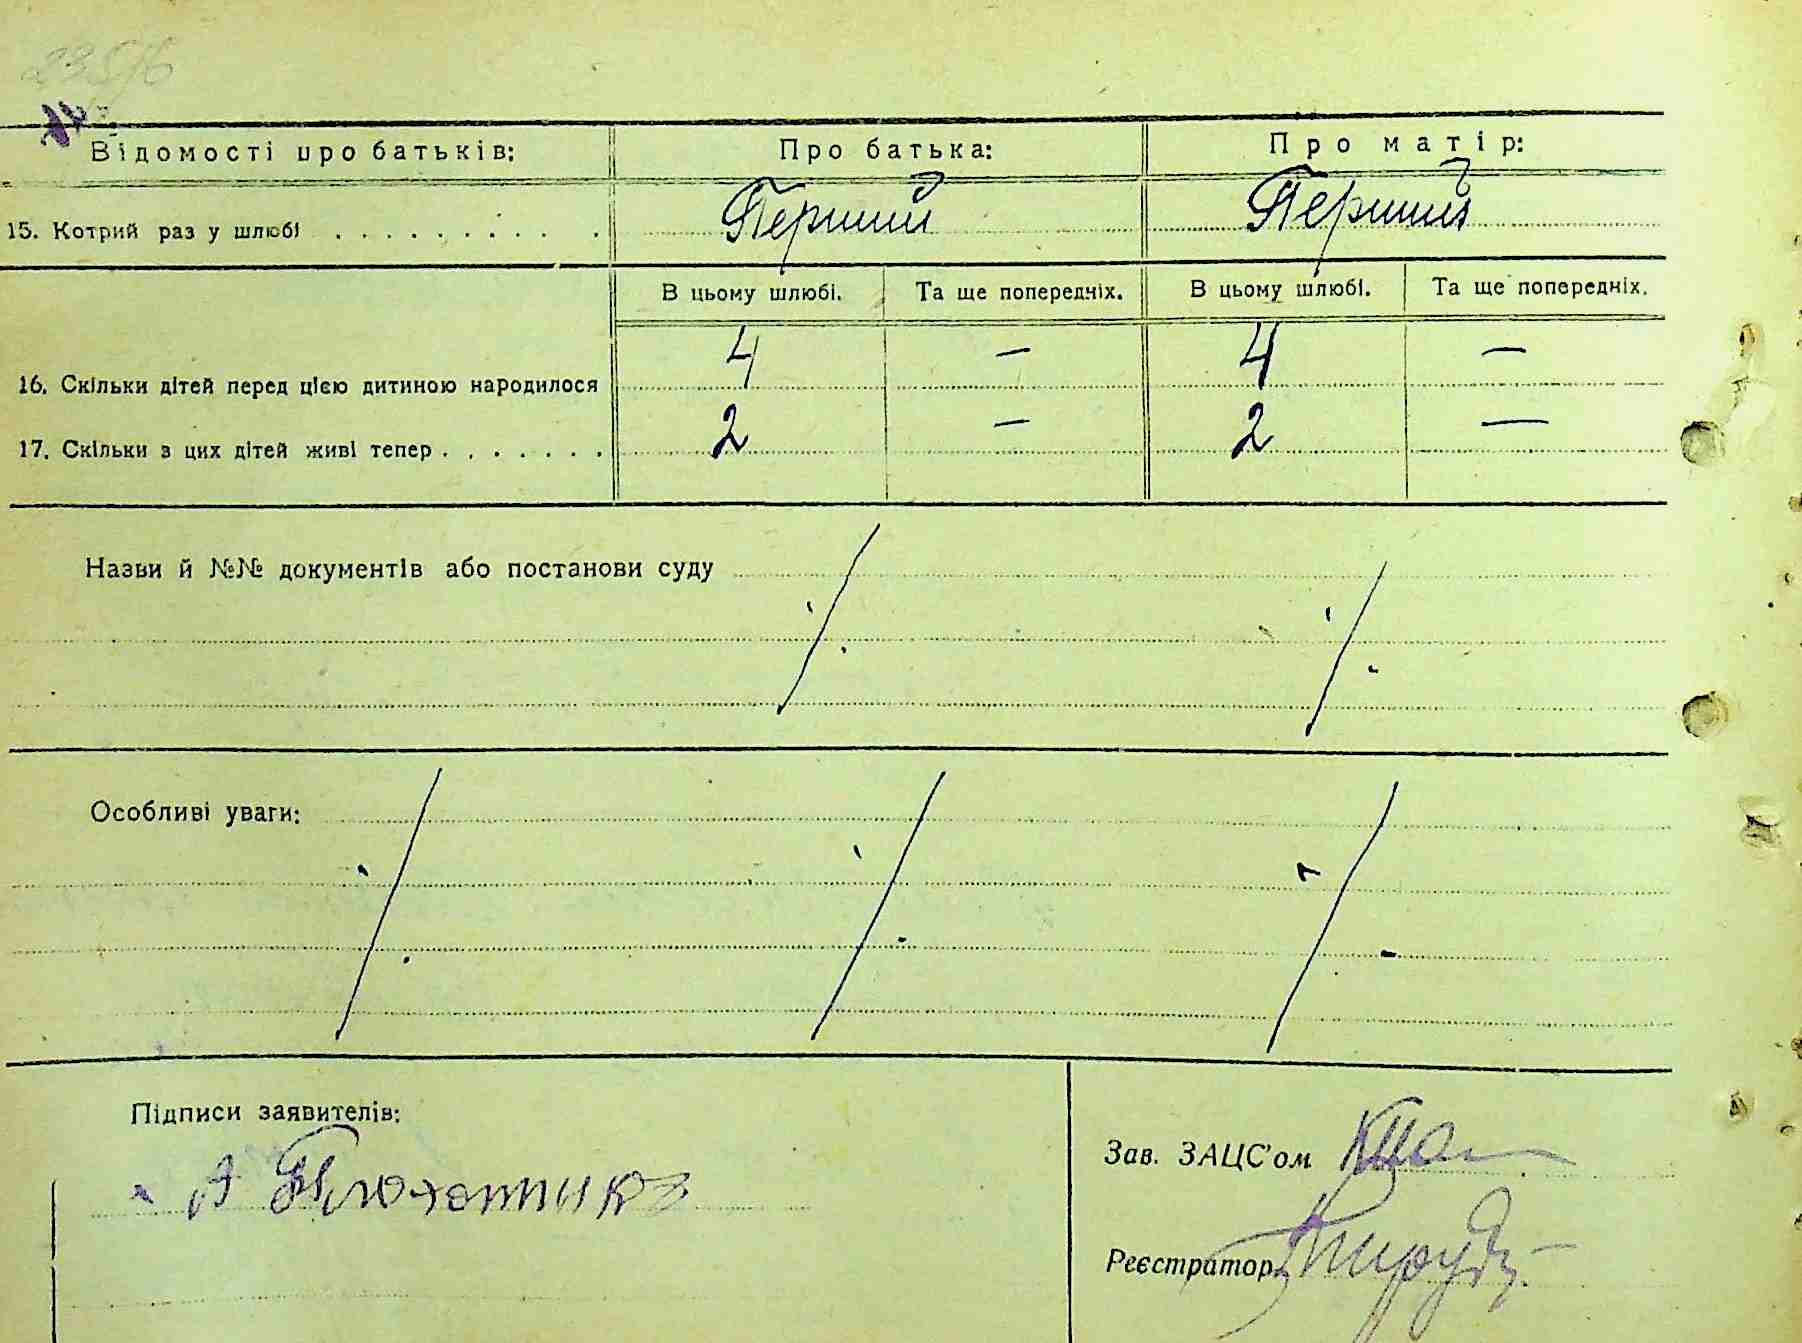 235/6
Відомості про батьків: Про батька: Про матір:
15. Котрий раз у шлюбі . . . . . . . . . . . Перший Перший
В цьому шлюбі. Та ще попередніх. В цьому шлюбі. Та ще попередніх.
16. Скільки дітей перед цією дитиною народилося 4 — 4 —
17. Скільки з цих дітей живі тепер . . . . . . . 2 — 2 —
Назви й №№ документів або постанови суду
Особливі уваги:
Підписи заявителів:
Зав. ЗАЦС'ом
А
Реєстратор